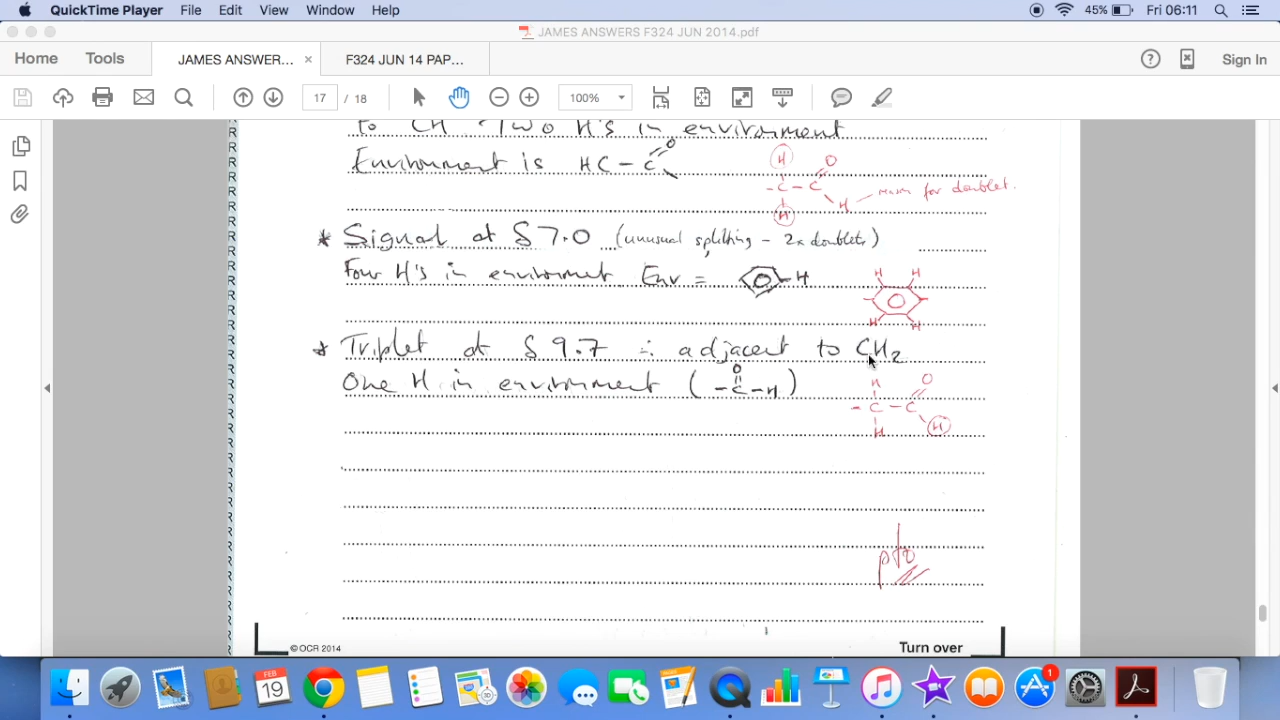 QuickTime Player File Edit View Window Help 45% Fri 06:11
JAMES ANSWERS F324 JUN 2014.pdf
Home Tools JAMES ANSWER... × F324 JUN 14 PAP... Sign In
17 / 18 100%
To CH Two H's in environment
Environment is HC - C O
H - C - C O H H means for doublet.
* Signal at δ 7.0 (unusual splitting - 2x doublets)
Four H's in environment Env = H
H H H H
* Triplet at δ 9.7 ∴ adjacent to CH2
One H in environment ( - C - H ) O
H - C - C O H H
pto
© OCR 2014 Turn over
FEB 19
1